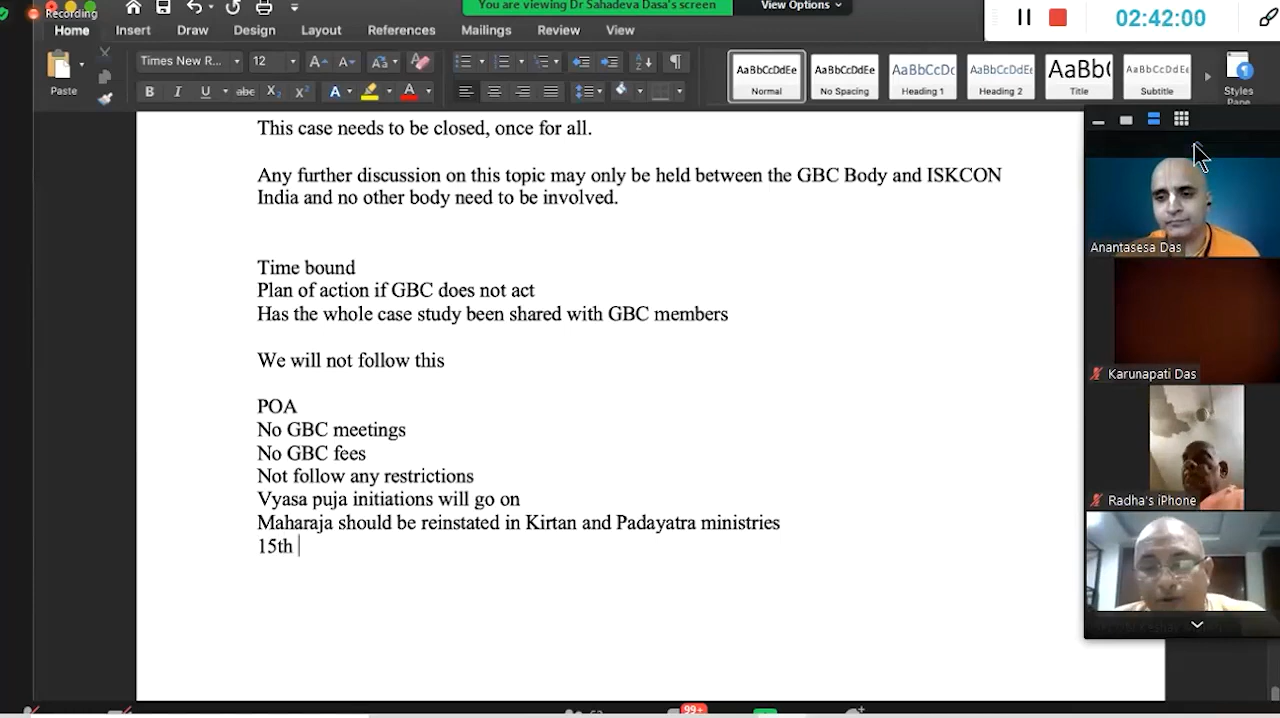 Recording
You are viewing Dr Sahadeva Dasa's screen
View Options
02:42:00
Home Insert Draw Design Layout References Mailings Review View
Paste
Times New R...
12
AaBbCcDdEe
Normal
AaBbCcDdEe
No Spacing
AaBbCcDc
Heading 1
AaBbCcDdEe
Heading 2
AaBb(
Title
AaBbCcDdEe
Subtitle
Styles
Pane
This case needs to be closed, once for all.
Any further discussion on this topic may only be held between the GBC Body and ISKCON
India and no other body need to be involved.
Time bound
Plan of action if GBC does not act
Has the whole case study been shared with GBC members
We will not follow this
POA
No GBC meetings
No GBC fees
Not follow any restrictions
Vyasa puja initiations will go on
Maharaja should be reinstated in Kirtan and Padayatra ministries
15th
Anantasesa Das
Karunapati Das
Radha's iPhone
99+